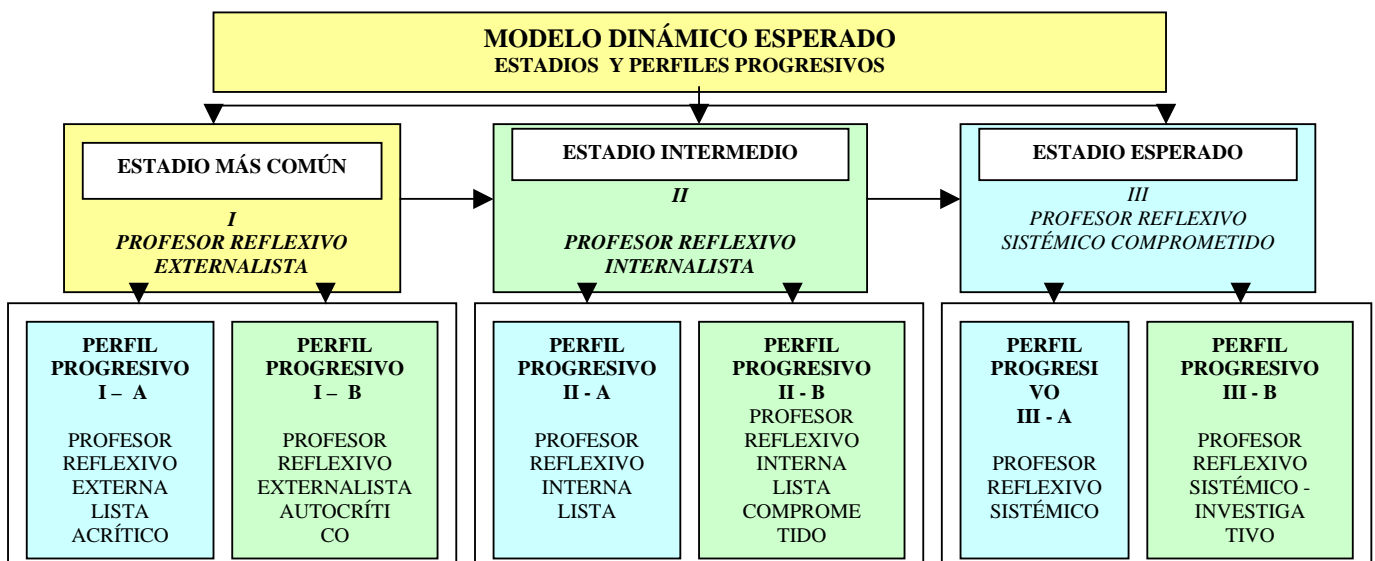 MODELO DINÁMICO ESPERADO
ESTADIOS Y PERFILES PROGRESIVOS
ESTADIO MÁS COMÚN
I
PROFESOR REFLEXIVO
EXTERNALISTA
ESTADIO INTERMEDIO
II
PROFESOR REFLEXIVO
INTERNALISTA
ESTADIO ESPERADO
III
PROFESOR REFLEXIVO
SISTÉMICO COMPROMETIDO
PERFIL
PROGRESIVO
I – A
PROFESOR
REFLEXIVO
EXTERNA
LISTA
ACRÍTICO
PERFIL
PROGRESIVO
I – B
PROFESOR
REFLEXIVO
EXTERNALISTA
AUTOCRÍTI
CO
PERFIL
PROGRESIVO
II - A
PROFESOR
REFLEXIVO
INTERNA
LISTA
PERFIL
PROGRESIVO
II - B
PROFESOR
REFLEXIVO
INTERNA
LISTA
COMPROME
TIDO
PERFIL
PROGRESI
VO
III - A
PROFESOR
REFLEXIVO
SISTÉMICO
PERFIL
PROGRESIVO
III - B
PROFESOR
REFLEXIVO
SISTÉMICO -
INVESTIGA
TIVO